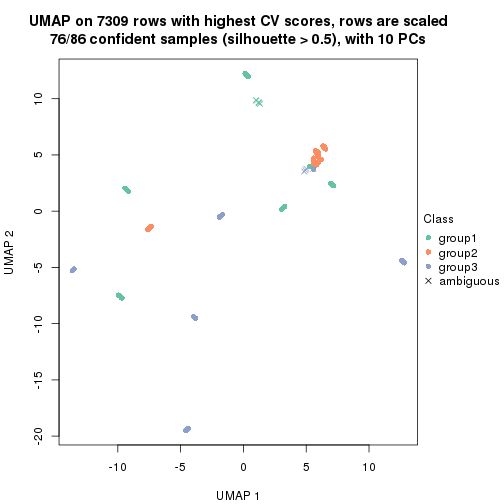 UMAP on 7309 rows with highest CV scores, rows are scaled
76/86 confident samples (silhouette > 0.5), with 10 PCs
10
5
0
-5
-10
-15
-20
UMAP 2
-10
-5
0
5
10
UMAP 1
Class
group1
group2
group3
ambiguous